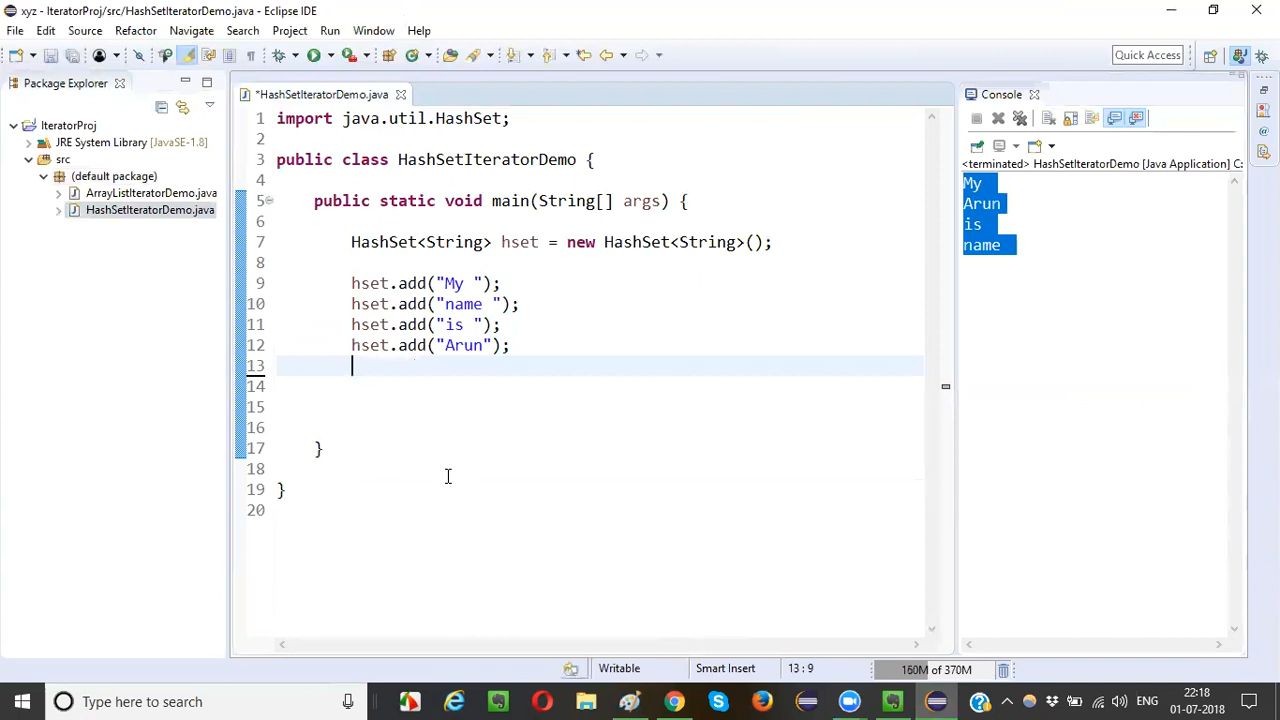 xyz - IteratorProj/src/HashSetIteratorDemo.java - Eclipse IDE
File Edit Source Refactor Navigate Search Project Run Window Help
Quick Access
Package Explorer
IteratorProj
JRE System Library [JavaSE-1.8]
src
(default package)
ArrayListIteratorDemo.java
HashSetIteratorDemo.java
*HashSetIteratorDemo.java
1 import java.util.HashSet;
2
3 public class HashSetIteratorDemo {
4
5 public static void main(String[] args) {
6
7 HashSet<String> hset = new HashSet<String>();
8
9 hset.add("My ");
10 hset.add("name ");
11 hset.add("is ");
12 hset.add("Arun");
13
14
15
16
17 }
18
19 }
20
Console
<terminated> HashSetIteratorDemo [Java Application] C:
My
Arun
is
name
Writable Smart Insert 13 : 9 160M of 370M
Type here to search
ENG
22:18
01-07-2018